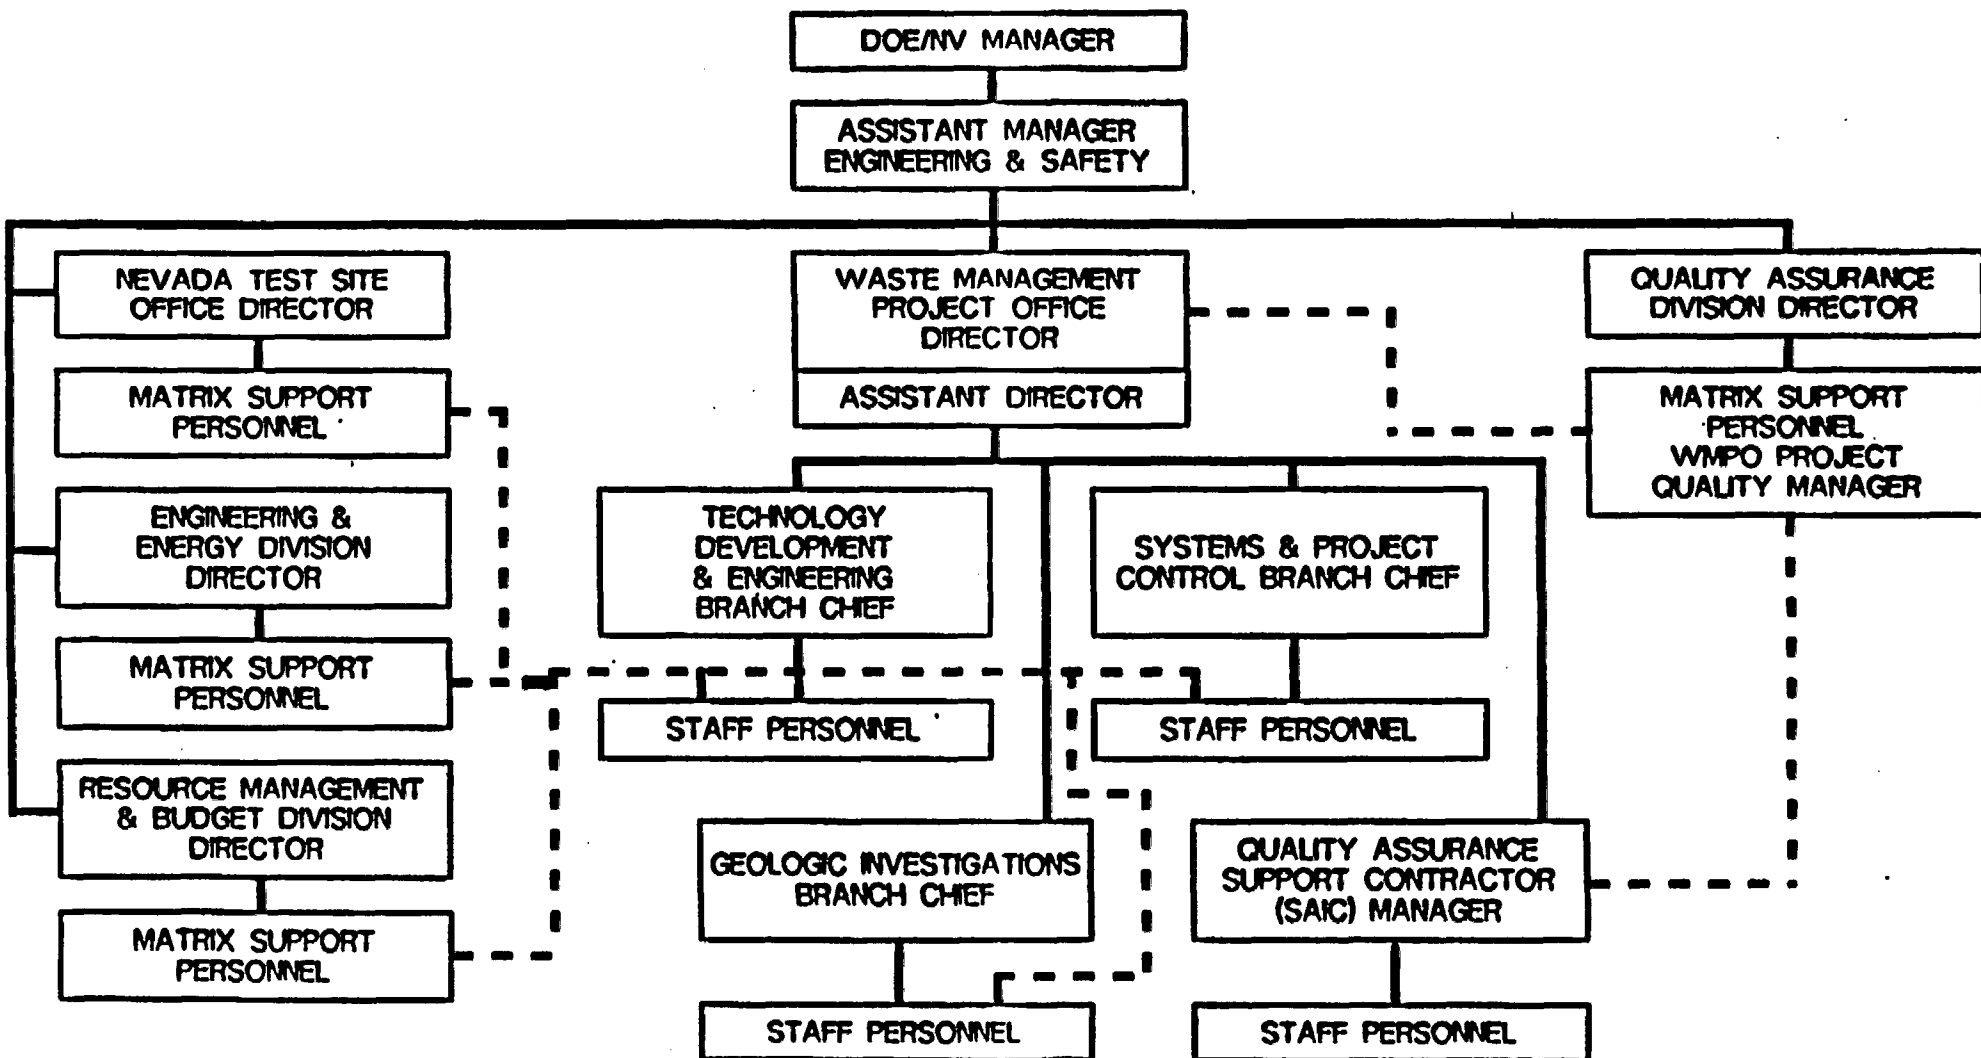 DOE/NV MANAGER
ASSISTANT MANAGER
ENGINEERING & SAFETY
NEVADA TEST SITE
OFFICE DIRECTOR
MATRIX SUPPORT
PERSONNEL
ENGINEERING &
ENERGY DIVISION
DIRECTOR
MATRIX SUPPORT
PERSONNEL
RESOURCE MANAGEMENT
& BUDGET DIVISION
DIRECTOR
MATRIX SUPPORT
PERSONNEL
WASTE MANAGEMENT
PROJECT OFFICE
DIRECTOR
ASSISTANT DIRECTOR
TECHNOLOGY
DEVELOPMENT
& ENGINEERING
BRANCH CHIEF
STAFF PERSONNEL
SYSTEMS & PROJECT
CONTROL BRANCH CHIEF
STAFF PERSONNEL
GEOLOGIC INVESTIGATIONS
BRANCH CHIEF
STAFF PERSONNEL
QUALITY ASSURANCE
SUPPORT CONTRACTOR
(SAIC) MANAGER
STAFF PERSONNEL
QUALITY ASSURANCE
DIVISION DIRECTOR
MATRIX SUPPORT
PERSONNEL
WMPO PROJECT
QUALITY MANAGER